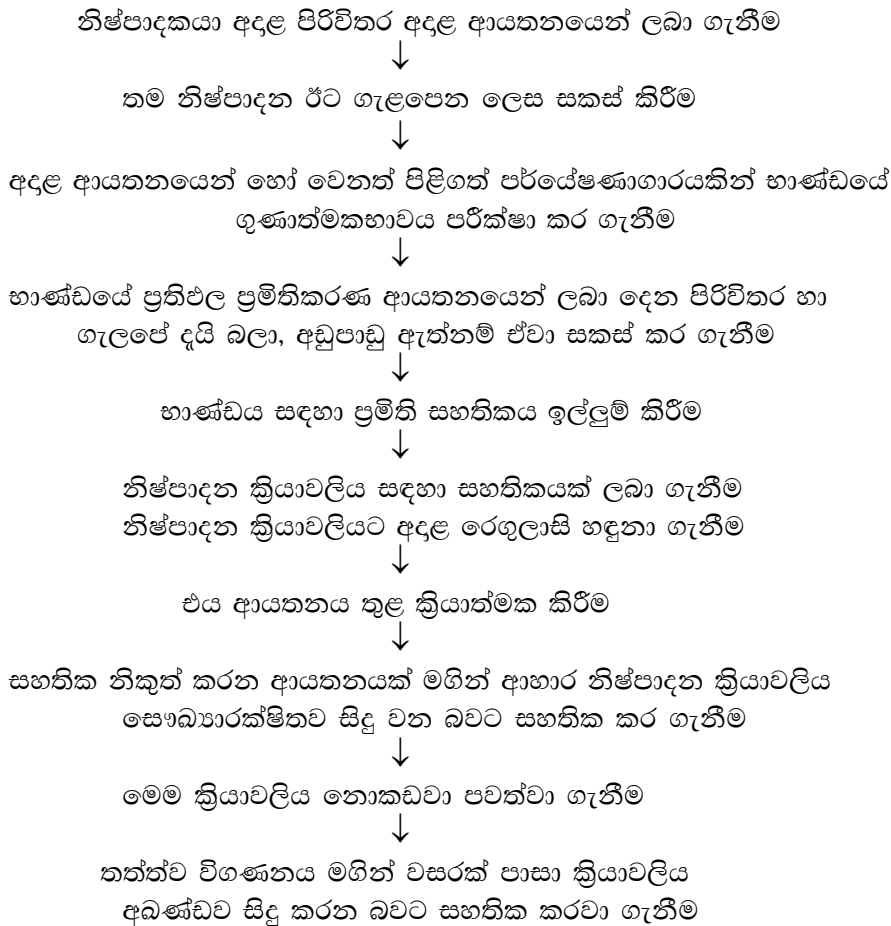 නිෂ්පාදකයා අදාළ පිරිවිතර අදාළ ආයතනයෙන් ලබා ගැනීම
↓
තම නිෂ්පාදන ඊට ගැළපෙන ලෙස සකස් කිරීම
↓
අදාළ ආයතනයෙන් හෝ වෙනත් පිළිගත් පර්යේෂණාගාරයකින් භාණ්ඩයේ
ගුණාත්මකභාවය පරීක්ෂා කර ගැනීම
↓
භාණ්ඩයේ ප්‍රතිඵල ප්‍රමිතිකරණ ආයතනයෙන් ලබා දෙන පිරිවිතර හා
ගැලපේ දැයි බලා, අඩුපාඩු ඇත්නම් ඒවා සකස් කර ගැනීම
↓
භාණ්ඩය සඳහා ප්‍රමිති සහතිකය ඉල්ලුම් කිරීම
↓
නිෂ්පාදන ක්‍රියාවලිය සඳහා සහතිකයක් ලබා ගැනීම
නිෂ්පාදන ක්‍රියාවලියට අදාළ රෙගුලාසි හඳුනා ගැනීම
↓
එය ආයතනය තුළ ක්‍රියාත්මක කිරීම
↓
සහතික නිකුත් කරන ආයතනයක් මගින් ආහාර නිෂ්පාදන ක්‍රියාවලිය
සෞඛ්‍යාරක්ෂිතව සිදු වන බවට සහතික කර ගැනීම
↓
මෙම ක්‍රියාවලිය නොකඩවා පවත්වා ගැනීම
↓
තත්ත්ව විගණනය මගින් වසරක් පාසා ක්‍රියාවලිය
අඛණ්ඩව සිදු කරන බවට සහතික කරවා ගැනීම